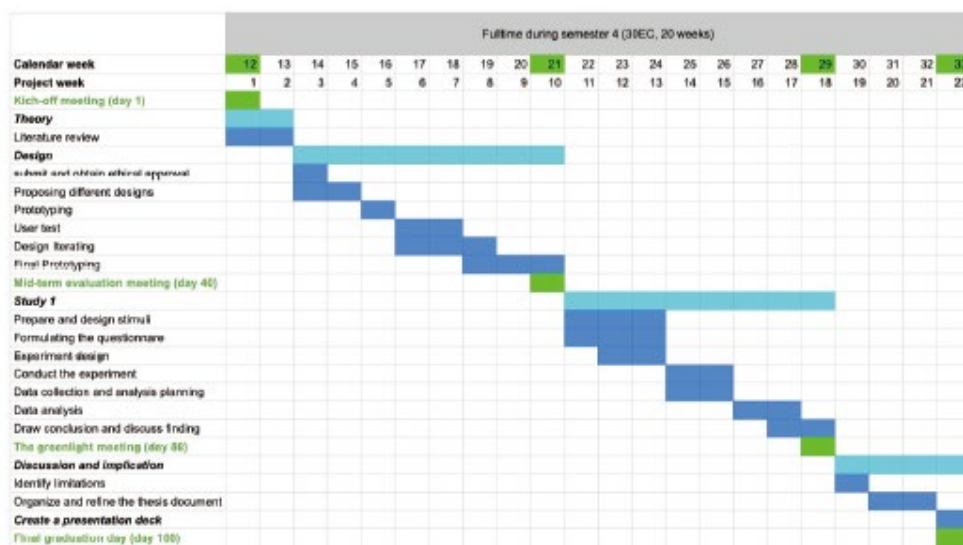 Fulltime during semester 4 (30EC, 20 weeks)
Calendar week 12 13 14 15 16 17 18 19 20 21 22 23 24 25 26 27 28 29 30 31 32
Project week 1 2 3 4 5 6 7 8 9 10 11 12 13 14 15 16 17 18 19 20 21
Kich-off meeting (day 1)
Theory
Literature review
Design
submit and obtain ethical approval
Proposing different designs
Prototyping
User test
Design Iterating
Final Prototyping
Mid-term evaluation meeting (day 40)
Study 1
Prepare and design stimuli
Formulating the questionnare
Experiment design
Conduct the experiment
Data collection and analysis planning
Data analysis
Draw conclusion and discuss finding
The greenlight meeting (day 80)
Discussion and implication
Identify limitations
Organize and refine the thesis document
Create a presentation deck
Final graduation day (day 100)